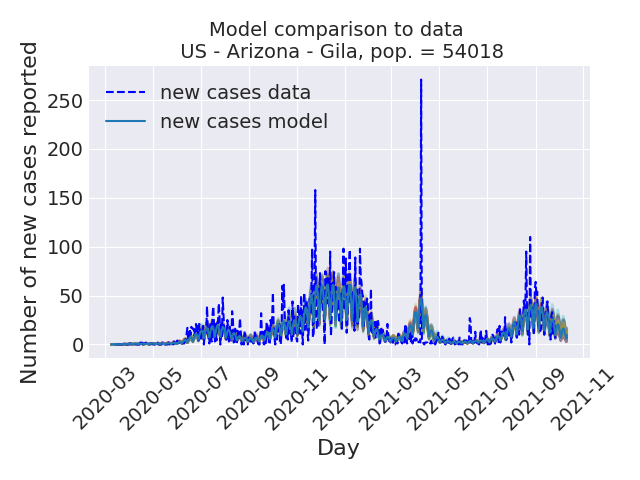 Model comparison to data
US - Arizona - Gila, pop. = 54018
Number of new cases reported
new cases data
new cases model
250
200
150
100
50
0
2020-03
2020-05
2020-07
2020-09
2020-11
2021-01
2021-03
2021-05
2021-07
2021-09
2021-11
Day